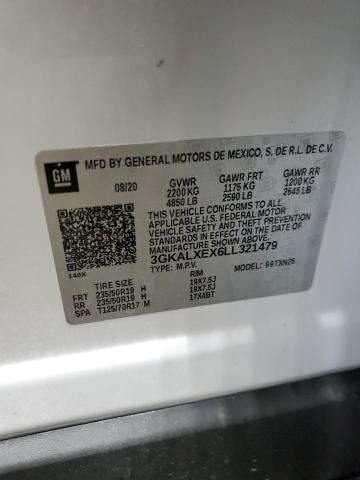 GM
MFD BY GENERAL MOTORS DE MEXICO, S. DE R.L. DE C.V.
08/20 GVWR GAWR FRT GAWR RR
2200 KG 1175 KG 1200 KG
4850 LB 2590 LB 2645 LB
THIS VEHICLE CONFORMS TO ALL
APPLICABLE U.S. FEDERAL MOTOR
VEHICLE SAFETY AND THEFT
PREVENTION STANDARDS IN
EFFECT ON THE DATE OF
MANUFACTURE SHOWN ABOVE.
3GKALXEX6LL321479
TYPE: M.P.V. MODEL: 69TXN26
140X
TIRE SIZE RIM
FRT 235/50R19 H 19X7.5J
RR 235/50R19 H 19X7.5J
SPA T125/70R17 M 17X4BT